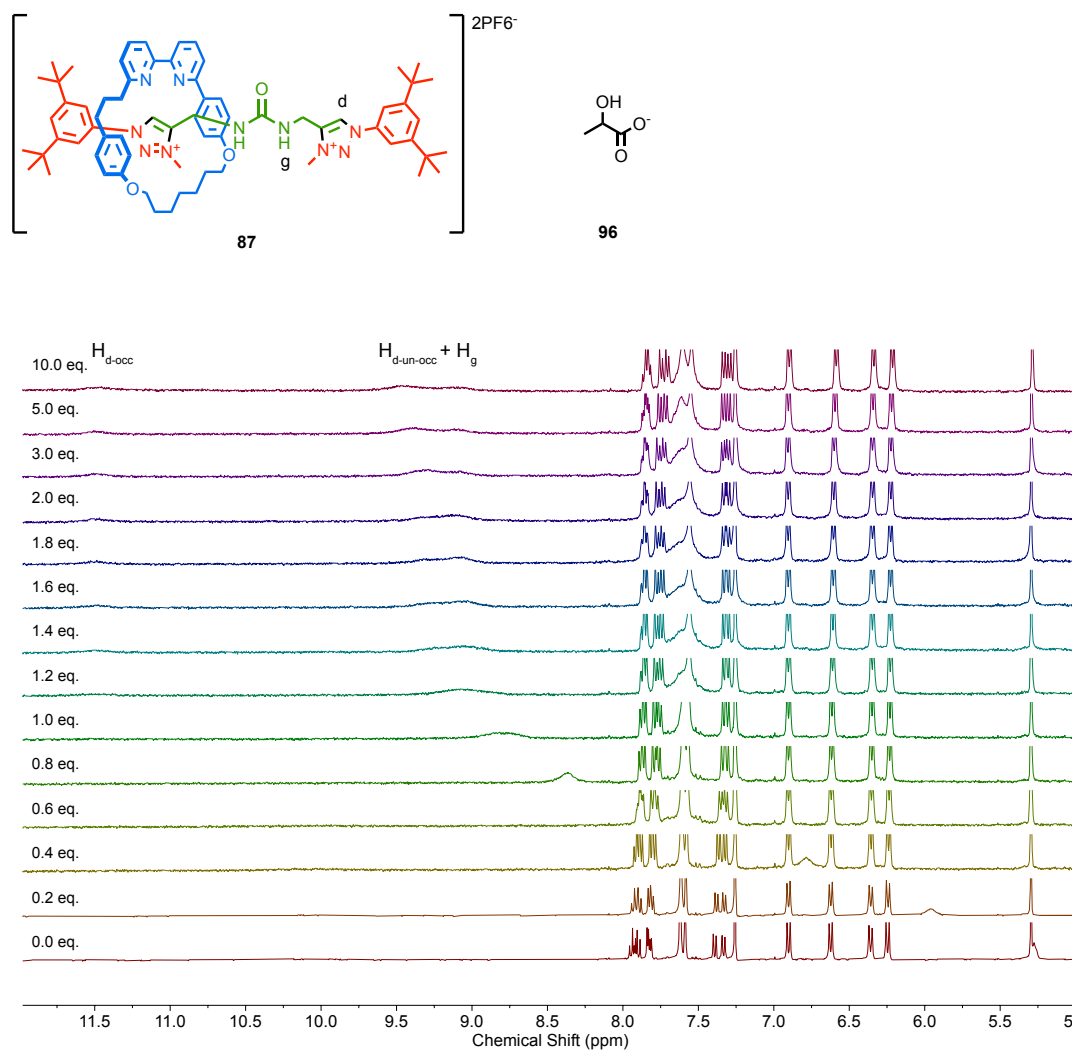 2PF6-
OH
O-
O
O
N N
N
H
N
H
d
g
N
N=N+
N
N
N+
O
O
87
96
Hd-occ
Hd-un-occ + Hg
10.0 eq.
5.0 eq.
3.0 eq.
2.0 eq.
1.8 eq.
1.6 eq.
1.4 eq.
1.2 eq.
1.0 eq.
0.8 eq.
0.6 eq.
0.4 eq.
0.2 eq.
0.0 eq.
11.5 11.0 10.5 10.0 9.5 9.0 8.5 8.0 7.5 7.0 6.5 6.0 5.5
Chemical Shift (ppm)